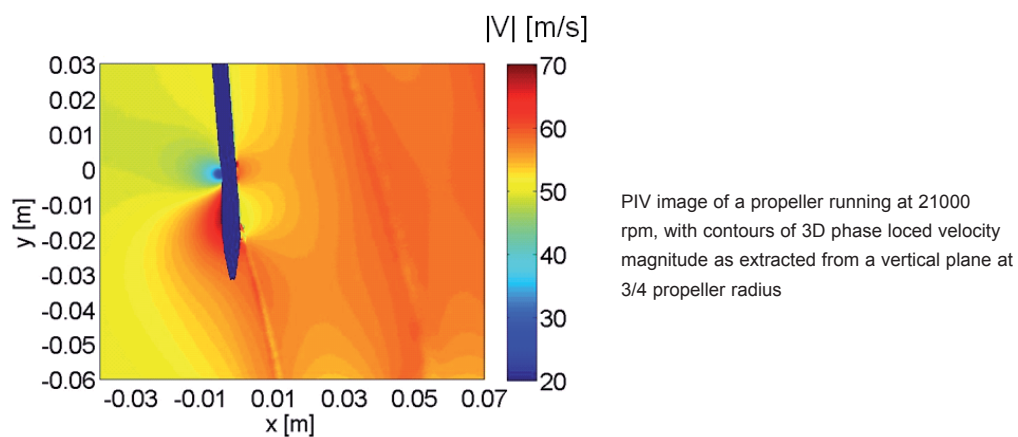 |V| [m/s]
0.03
0.02
0.01
0
-0.01
-0.02
-0.03
-0.04
-0.05
-0.06
y [m]
-0.03 -0.01 0.01 0.03 0.05 0.07
x [m]
70
60
50
40
30
20
PIV image of a propeller running at 21000
rpm, with contours of 3D phase loced velocity
magnitude as extracted from a vertical plane at
3/4 propeller radius